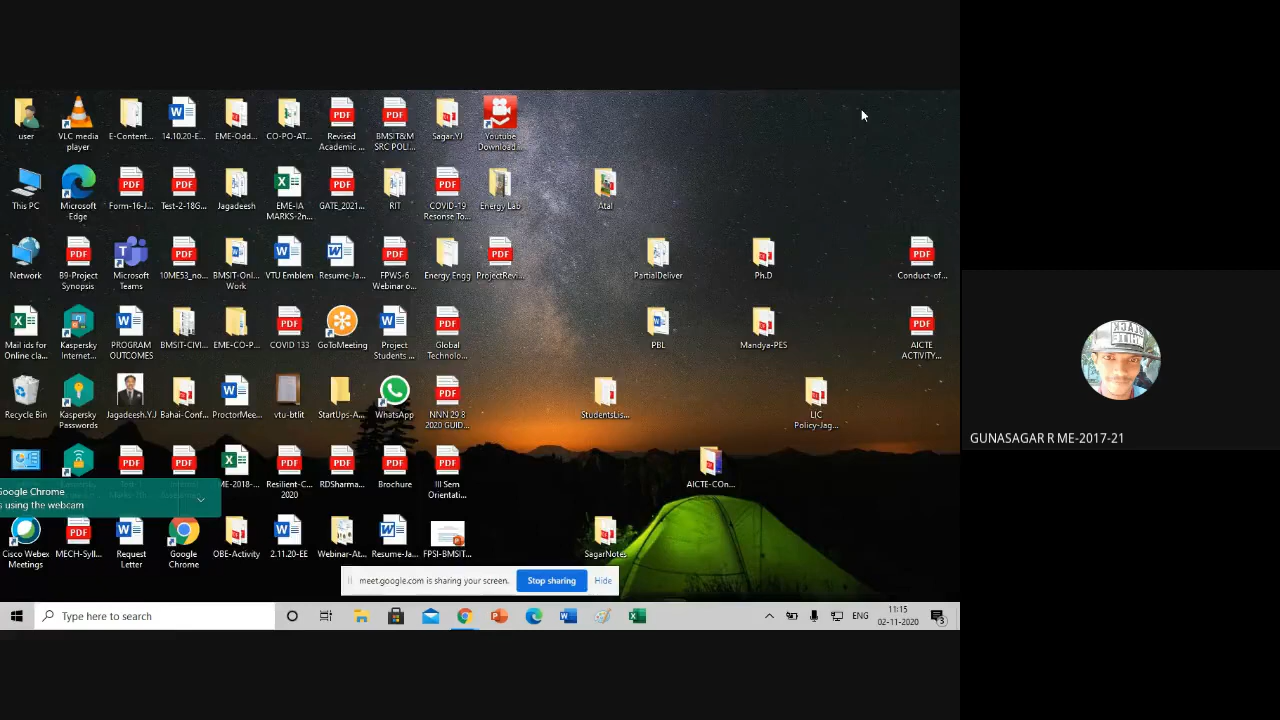 user
VLC media
player
E-Content...
14.10.20-E...
EME-Odd...
CO-PO-AT...
Revised
Academic ...
BMSIT&M
SRC POLI...
Sagar.YJ
Youtube
Download...
This PC
Microsoft
Edge
Form-16-J...
Test-2-18G...
Jagadeesh
EME-IA
MARKS-2n...
GATE_2021...
RIT
COVID-19
Resonse To...
Energy Lab
Atal
Network
B9-Project
Synopsis
Microsoft
Teams
10ME53_no...
BMSIT-Onl...
Work
VTU Emblem
Resume-Ja...
FPWS-6
Webinar o...
Energy Engg
ProjectRevi...
PartialDeliver
Ph.D
Conduct-of...
Mail ids for
Online cla...
Kaspersky
Internet...
PROGRAM
OUTCOMES
BMSIT-CIVI...
EME-CO-P...
COVID 133
GoToMeeting
Project
Students ...
Global
Technolo...
PBL
Mandya-PES
AICTE
ACTIVITY...
Recycle Bin
Kaspersky
Passwords
Jagadeesh.Y.J
Bahai-Conf...
ProctorMee...
vtu-btlit
StartUps-A...
WhatsApp
NNN 29 8
2020 GUID...
StudentsLis...
LIC
Policy-Jag...
ME-2018-...
Resilient-C...
2020
RDSharma...
Brochure
III Sem
Orientati...
AICTE-COn...
Google Chrome
s using the webcam
Cisco Webex
Meetings
MECH-Syll...
Request
Letter
Google
Chrome
OBE-Activity
2.11.20-EE
Webinar-At...
Resume-Ja...
FPSI-BMSIT...
SagarNotes
meet.google.com is sharing your screen.
Stop sharing
Hide
Type here to search
ENG
11:15
02-11-2020
3
GUNASAGAR R ME-2017-21
BLACK
WHITE